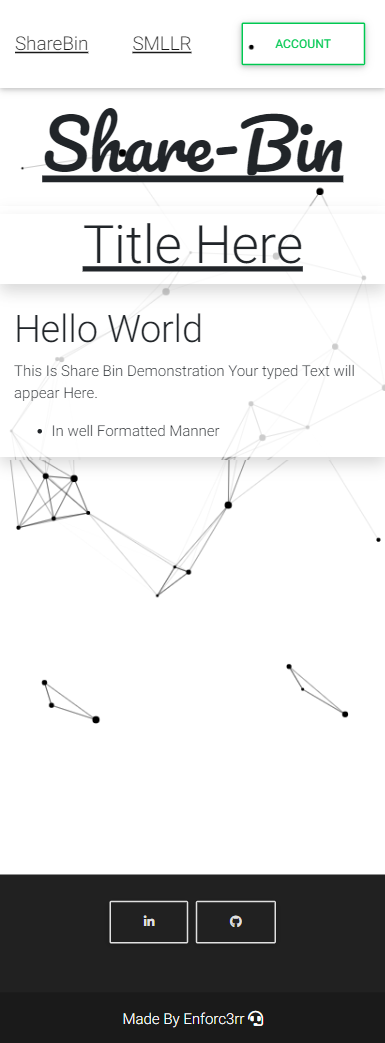 ShareBin SMLLR ACCOUNT
Share-Bin
Title Here
Hello World
This Is Share Bin Demonstration Your typed Text will
appear Here.
In well Formatted Manner
in
Made By Enforc3rr